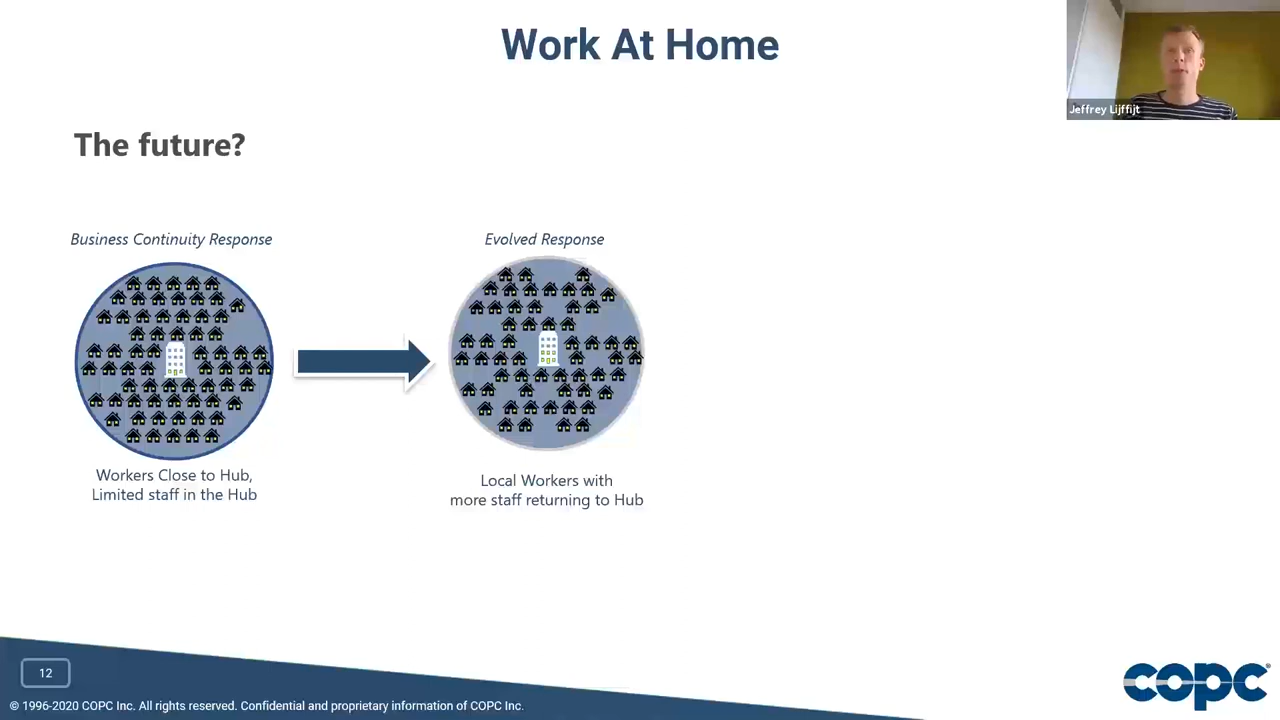 Work At Home
Jeffrey Lijffijt
The future?
Business Continuity Response
Evolved Response
Workers Close to Hub,
Limited staff in the Hub
Local Workers with
more staff returning to Hub
12
copc®
© 1996-2020 COPC Inc. All rights reserved. Confidential and proprietary information of COPC Inc.